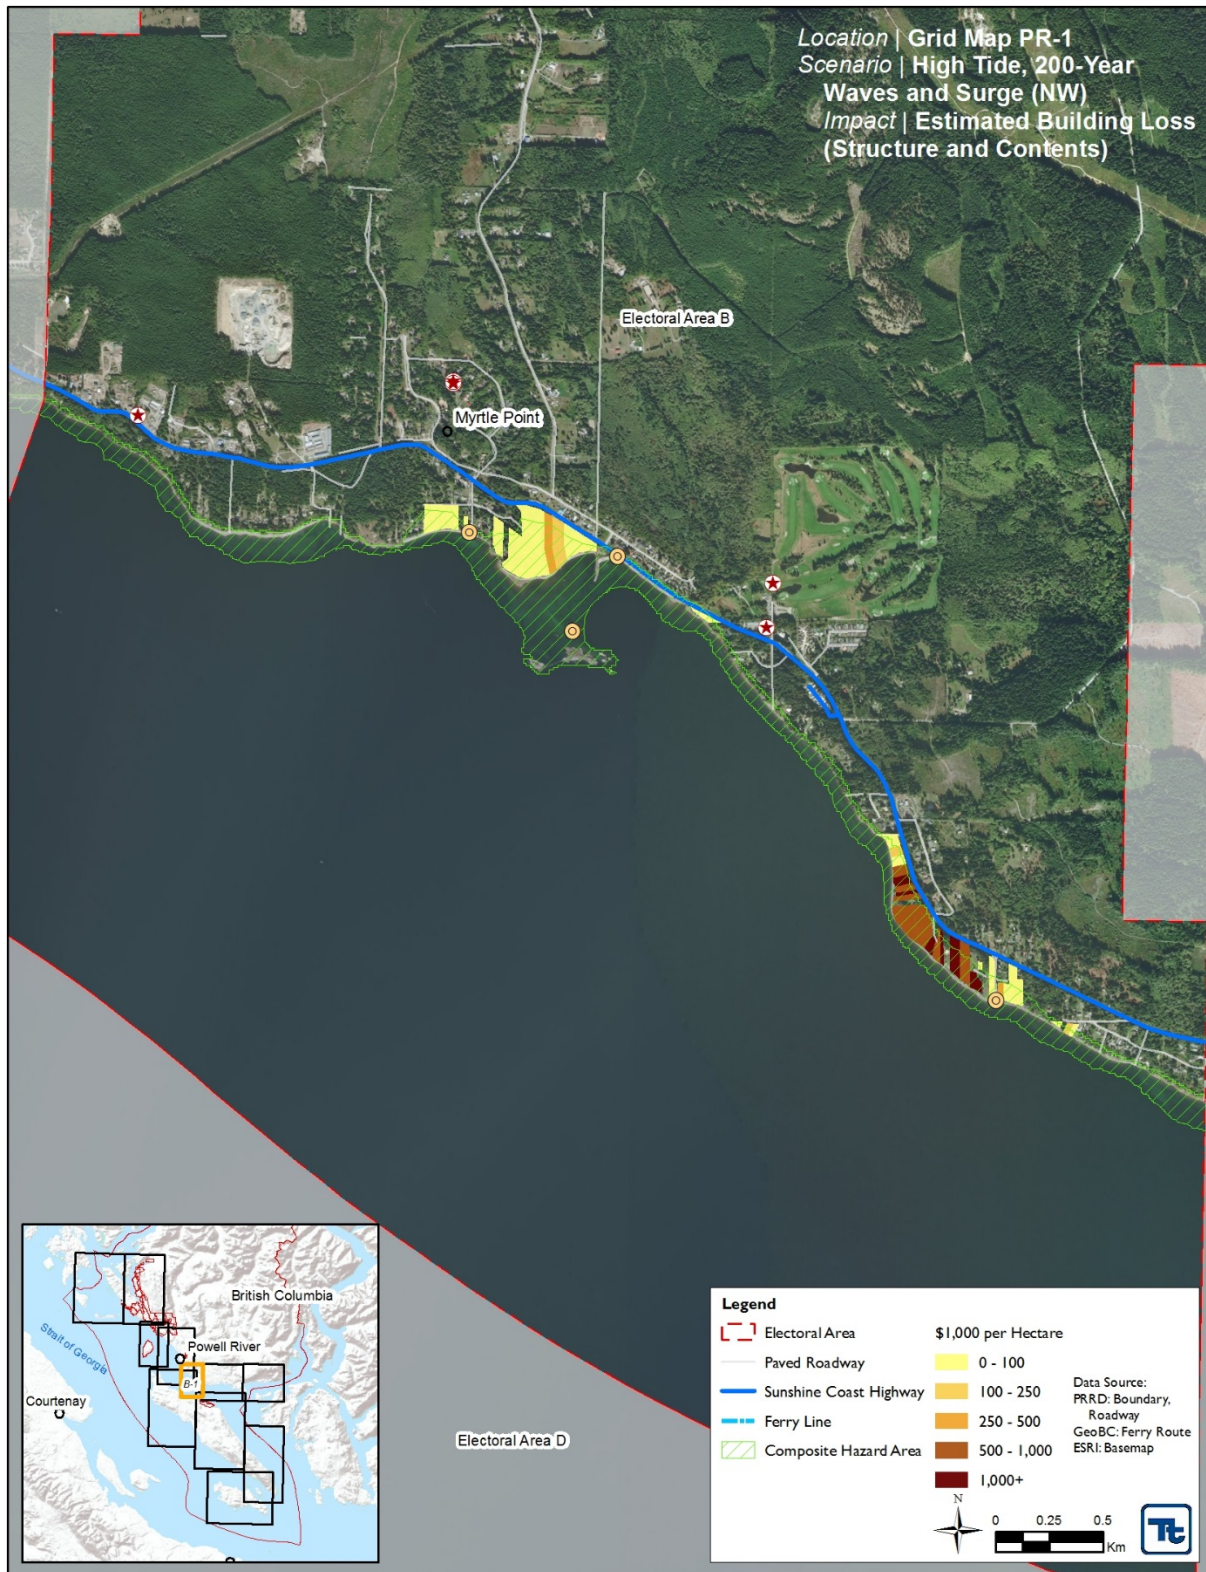 Location | Grid Map PR-1
Scenario | High Tide, 200-Year
Waves and Surge (NW)
Impact | Estimated Building Loss
(Structure and Contents)
Electoral Area B
Myrtle Point
Electoral Area D
British Columbia
Strait of Georgia
Powell River
B-1
Courtenay
Legend
Electoral Area
Paved Roadway
Sunshine Coast Highway
Ferry Line
Composite Hazard Area
$1,000 per Hectare
0 - 100
100 - 250
250 - 500
500 - 1,000
1,000+
Data Source:
PRRD: Boundary,
Roadway
GeoBC: Ferry Route
ESRI: Basemap
N
0 0.25 0.5
Km
Tt